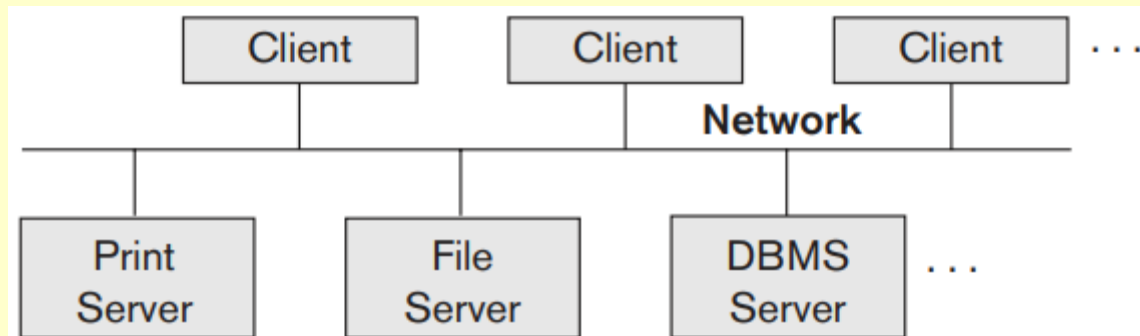 Client Client Client . . .
Network
Print File DBMS . . .
Server Server Server